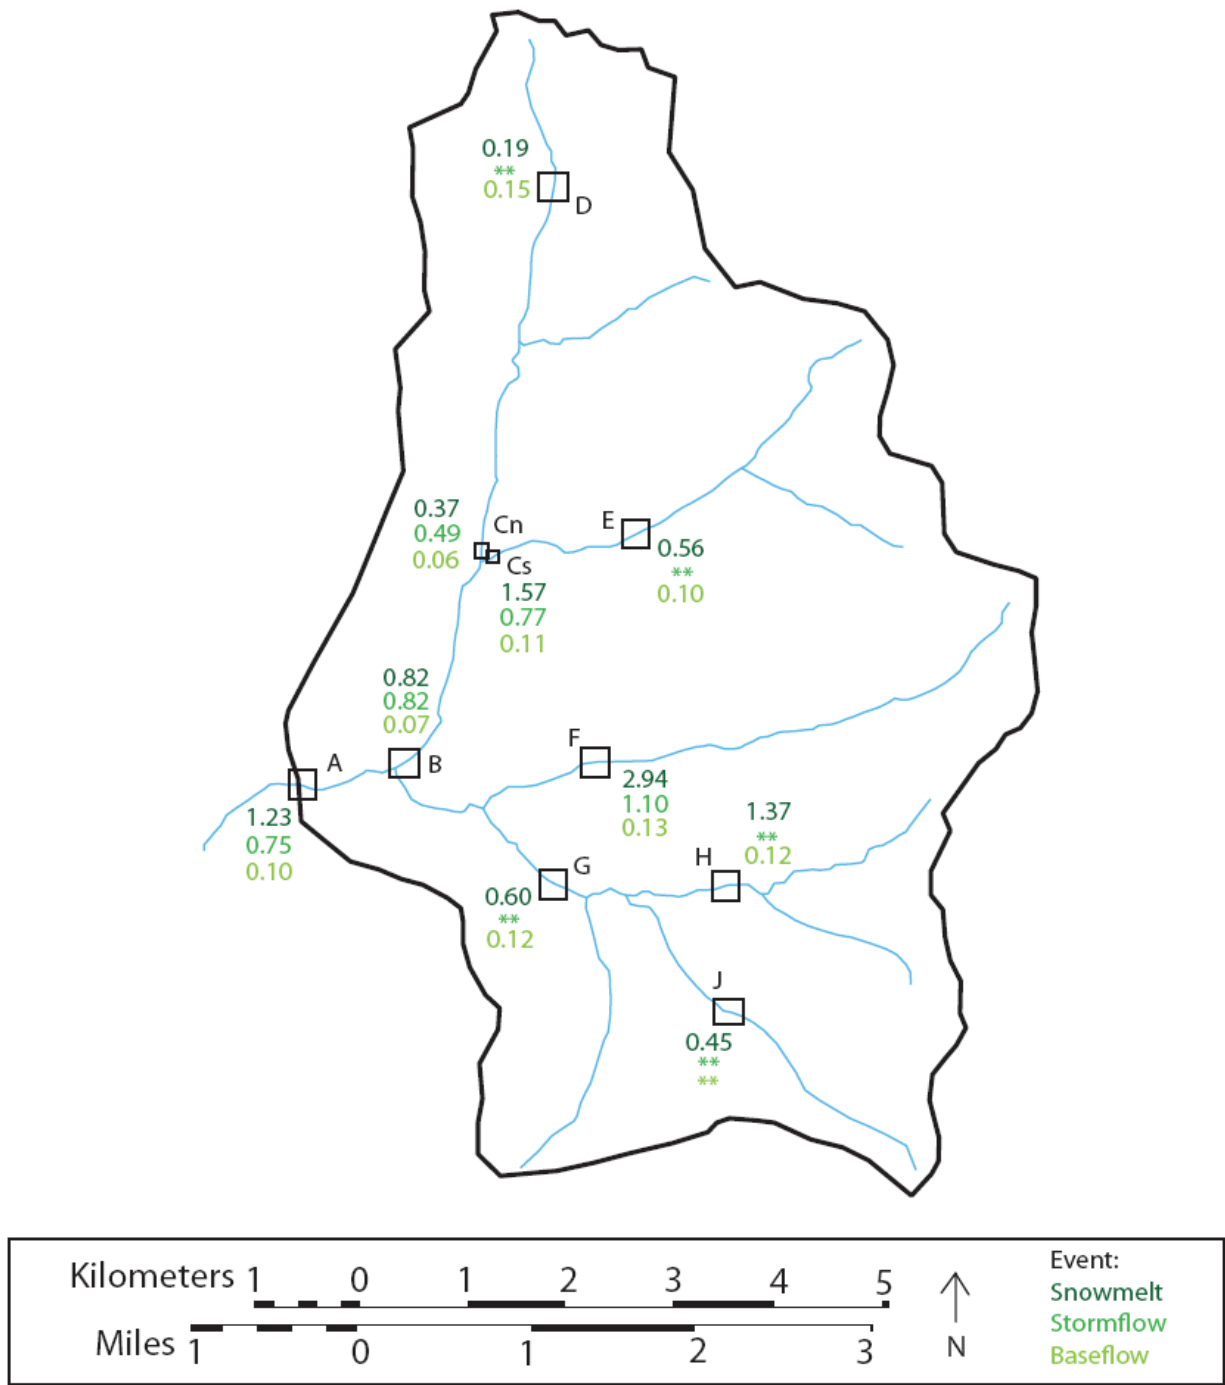 0.19
**
0.15
D
0.37
0.49
0.06
Cn
Cs
1.57
0.77
0.11
E
0.56
**
0.10
0.82
0.82
0.07
A
B
1.23
0.75
0.10
F
2.94
1.10
0.13
1.37
**
0.12
H
G
0.60
**
0.12
J
0.45
**
**
Kilometers 1 0 1 2 3 4 5
Miles 1 0 1 2 3
N
Event:
Snowmelt
Stormflow
Baseflow